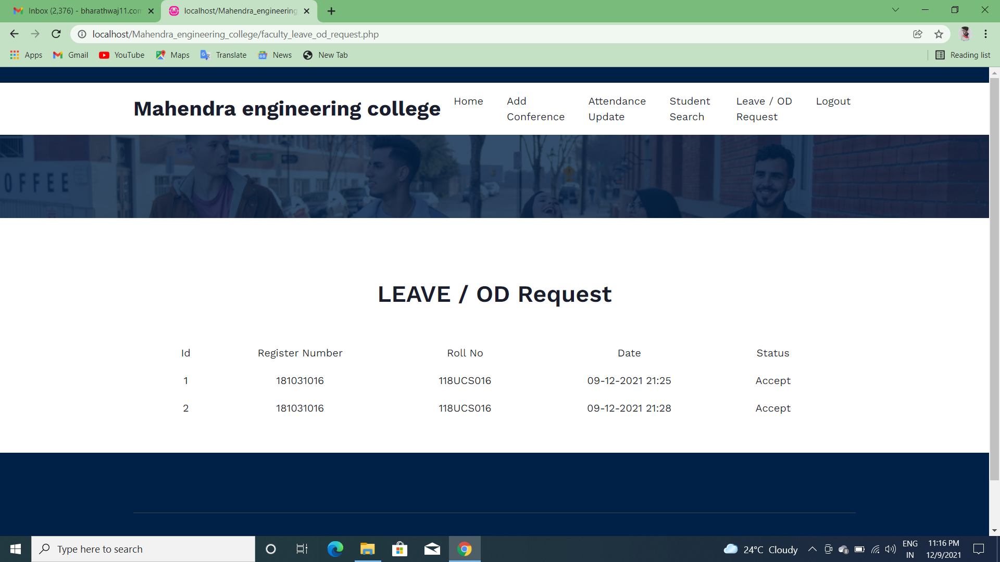 Inbox (2,376) - bharathwaj11.com
localhost/Mahendra_engineering
localhost/Mahendra_engineering_college/faculty_leave_od_request.php
Apps Gmail YouTube Maps Translate News New Tab Reading list
Mahendra engineering college
Home
Add
Conference
Attendance
Update
Student
Search
Leave / OD
Request
Logout
OFFEE
LEAVE / OD Request
Id Register Number Roll No Date Status
1 181031016 118UCS016 09-12-2021 21:25 Accept
2 181031016 118UCS016 09-12-2021 21:28 Accept
Type here to search
24°C Cloudy
ENG
IN
11:16 PM
12/9/2021